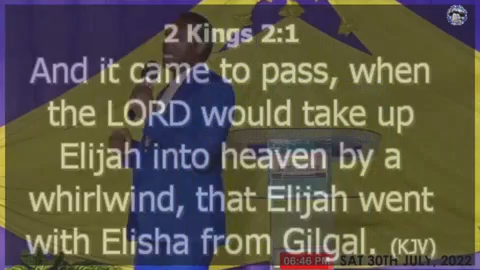 2 Kings 2:1
And it came to pass, when
the LORD would take up
Elijah into heaven by a
whirlwind, that Elijah went
with Elisha from Gilgal. (KJV)
06:46 PM SAT 30TH JULY, 2022